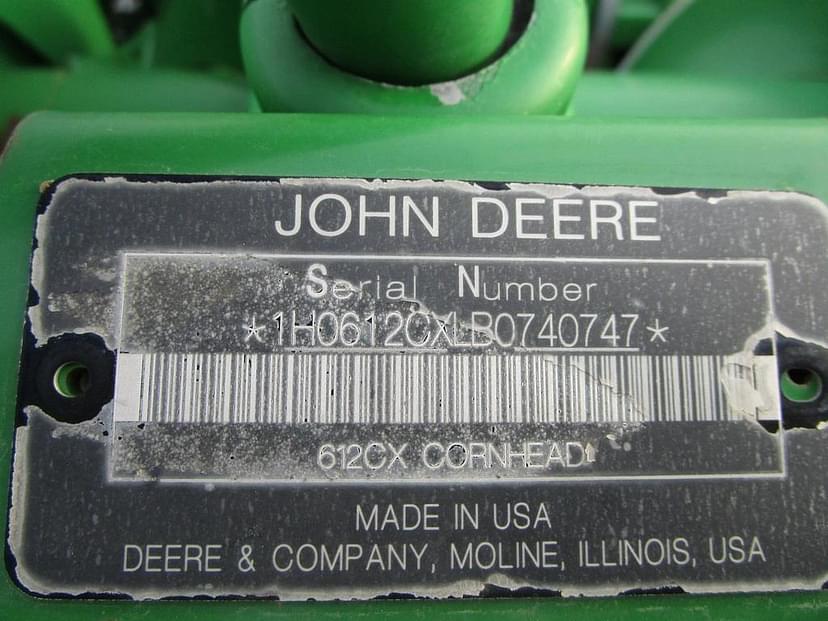 JOHN DEERE
Serial Number
*1H0612CXLB0740747*
612CX CORNHEAD
MADE IN USA
DEERE & COMPANY, MOLINE, ILLINOIS, USA